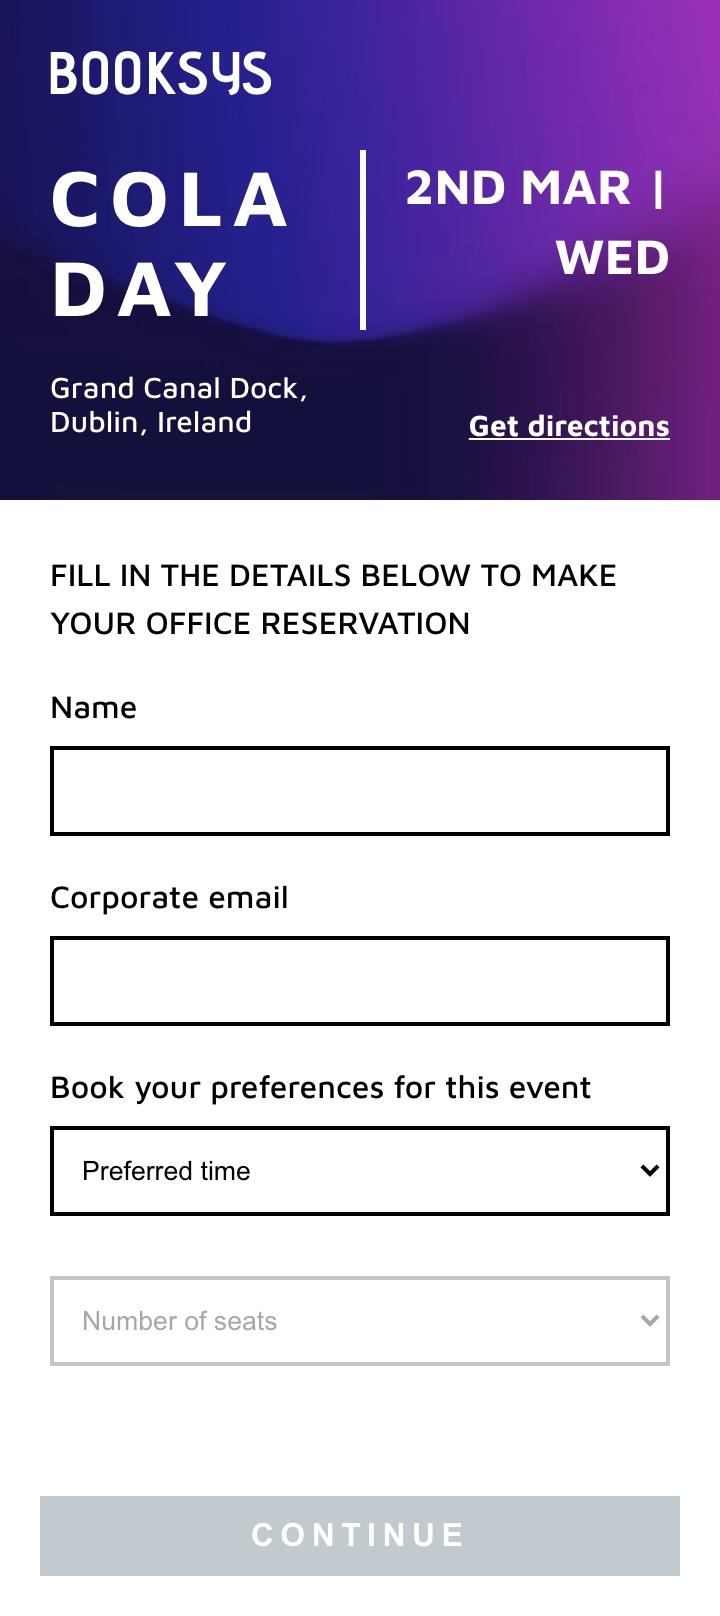 BOOKSYS
COLA
DAY
2ND MAR |
WED
Grand Canal Dock,
Dublin, Ireland
Get directions
FILL IN THE DETAILS BELOW TO MAKE
YOUR OFFICE RESERVATION
Name
Corporate email
Book your preferences for this event
Preferred time
Number of seats
CONTINUE